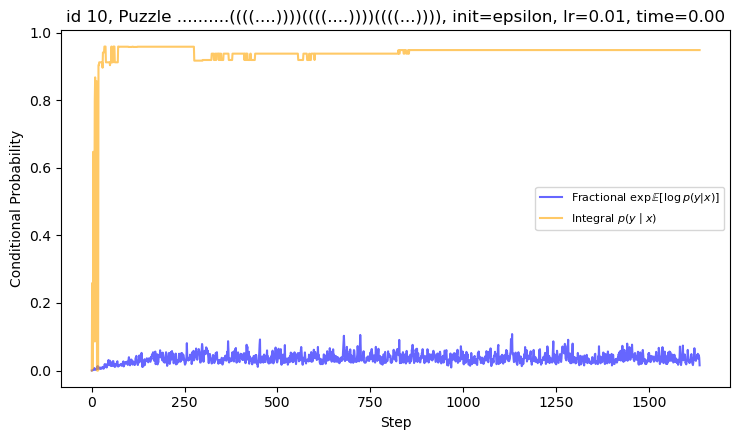 id 10, Puzzle ..........((((....))))((((....))))((((...)))), init=epsilon, lr=0.01, time=0.00
1.0
0.8
0.6
0.4
0.2
0.0
Conditional Probability
Fractional exp𝔼[log p(y|x)]
Integral p(y | x)
0 250 500 750 1000 1250 1500
Step